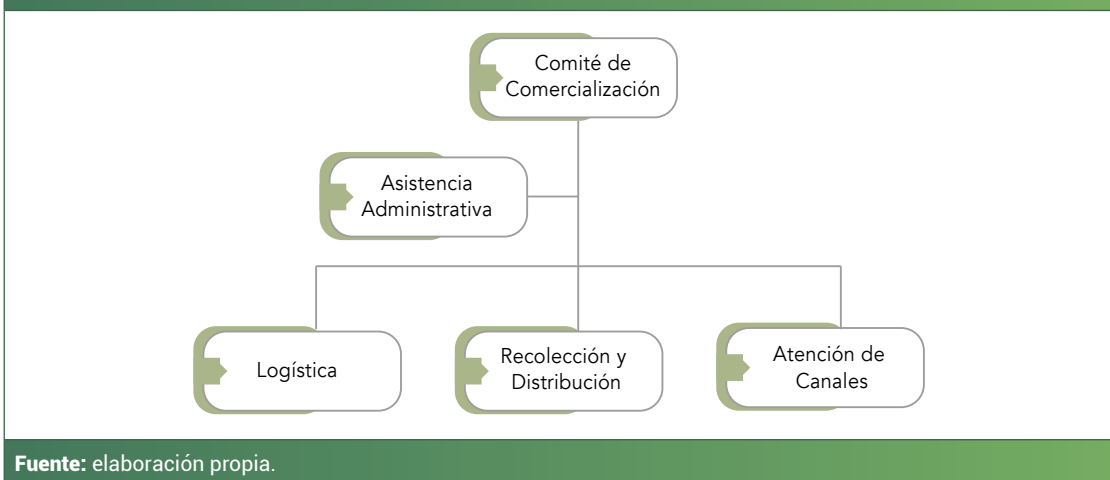 Comité de
Comercialización
Asistencia
Administrativa
Logística
Recolección y
Distribución
Atención de
Canales
Fuente: elaboración propia.